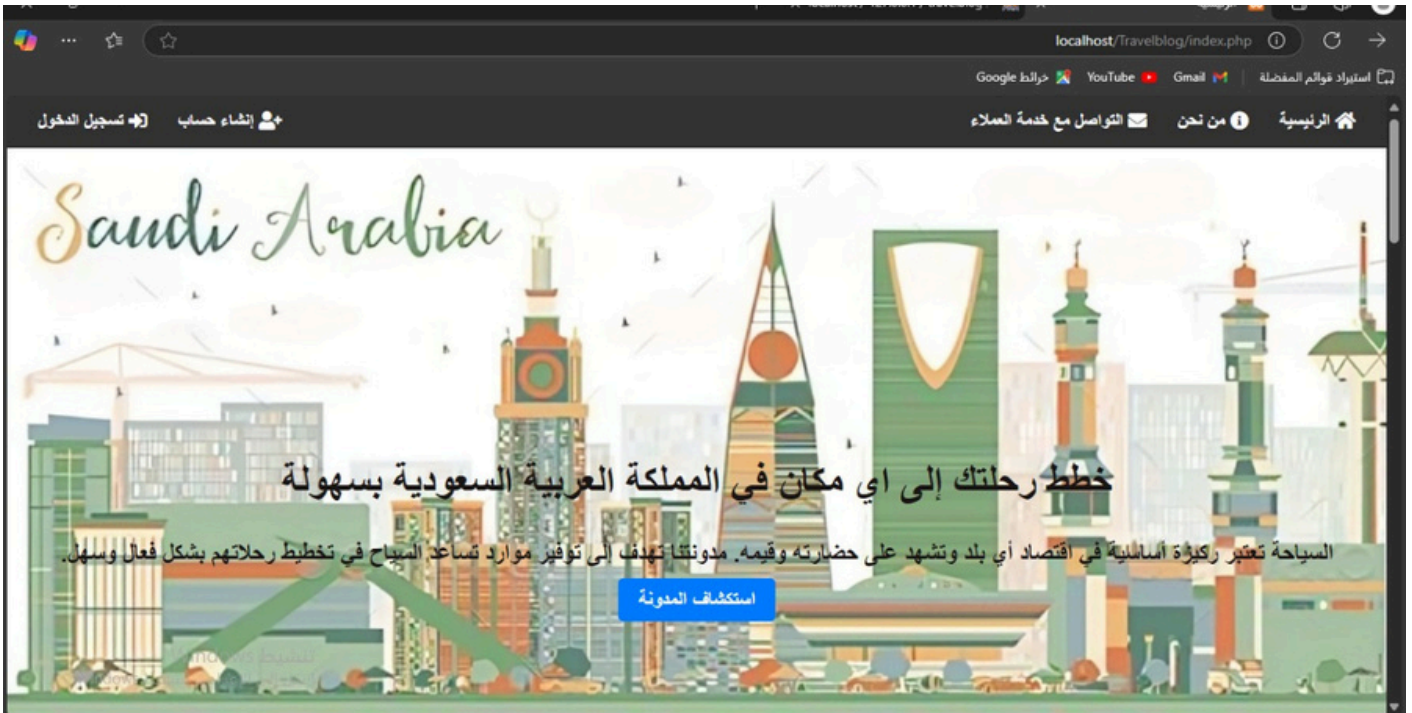 localhost/Travelblog/index.php
استيراد قوائم المفضلة
Gmail
YouTube
خرائط Google
الرئيسية
من نحن
التواصل مع خدمة العملاء
إنشاء حساب
تسجيل الدخول
Saudi Arabia
خطط رحلتك إلى اي مكان في المملكة العربية السعودية بسهولة
السياحة تعتبر ركيزة أساسية في اقتصاد أي بلد وتشهد على حضارته وقيمه. مدونتنا تهدف إلى توفير موارد تساعد السياح في تخطيط رحلاتهم بشكل فعال وسهل.
استكشاف المدونة
تنشيط Windows